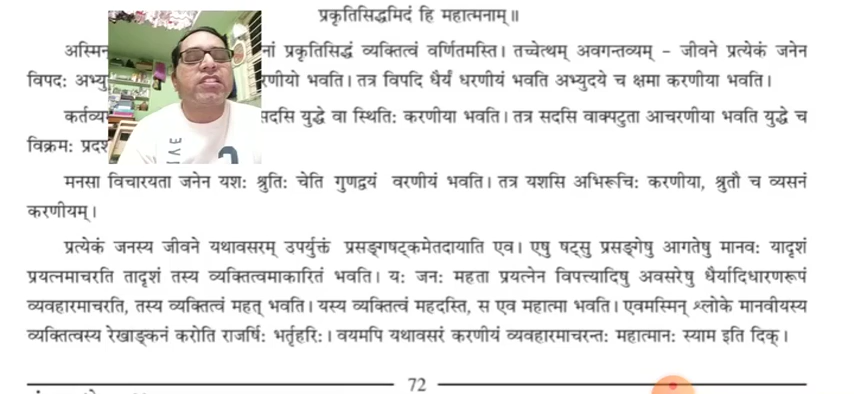 प्रकृतिसिद्धमिदं हि महात्मनाम्॥
अस्मिन् नां प्रकृतिसिद्धं व्यक्तित्वं वर्णितमस्ति। तच्चेत्थम् अवगन्तव्यम् - जीवने प्रत्येकं जनेन
विपदः अभ्यु रणीयो भवति। तत्र विपदि धैर्यं धरणीयं भवति अभ्युदये च क्षमा करणीया भवति।
कर्तव्य सदसि युद्धे वा स्थितिः करणीया भवति। तत्र सदसि वाक्पटुता आचरणीया भवति युद्धे च
विक्रमः प्रदश
मनसा विचारयता जनेन यशः श्रुतिः चेति गुणद्वयं वरणीयं भवति। तत्र यशसि अभिरूचिः करणीया, श्रुतौ च व्यसनं
करणीयम्।
प्रत्येकं जनस्य जीवने यथावसरम् उपर्युक्तं प्रसङ्गषट्कमेतदायाति एव। एषु षट्सु प्रसङ्गेषु आगतेषु मानवः यादृशं
प्रयत्नमाचरति तादृशं तस्य व्यक्तित्वमाकारितं भवति। यः जनः महता प्रयत्नेन विपत्त्यादिषु अवसरेषु धैर्यादिधारणरूपं
व्यवहारमाचरति, तस्य व्यक्तित्वं महत् भवति। यस्य व्यक्तित्वं महदस्ति, स एव महात्मा भवति। एवमस्मिन् श्लोके मानवीयस्य
व्यक्तित्वस्य रेखाङ्कनं करोति राजर्षिः भर्तृहरिः। वयमपि यथावसरं करणीयं व्यवहारमाचरन्तः महात्मानः स्याम इति दिक्।
72